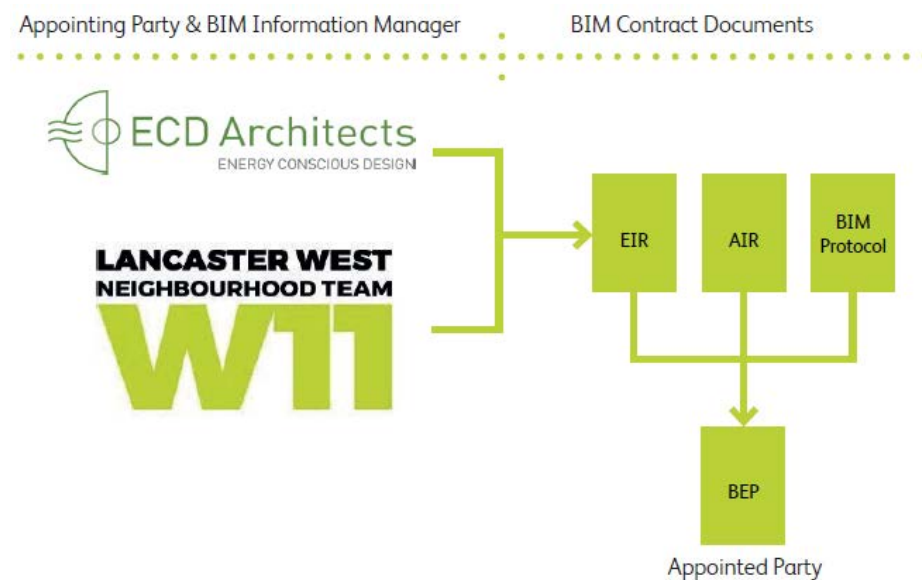 Appointing Party & BIM Information Manager
BIM Contract Documents
ECD Architects
ENERGY CONSCIOUS DESIGN
LANCASTER WEST
NEIGHBOURHOOD TEAM
W11
EIR
AIR
BIM
Protocol
BEP
Appointed Party